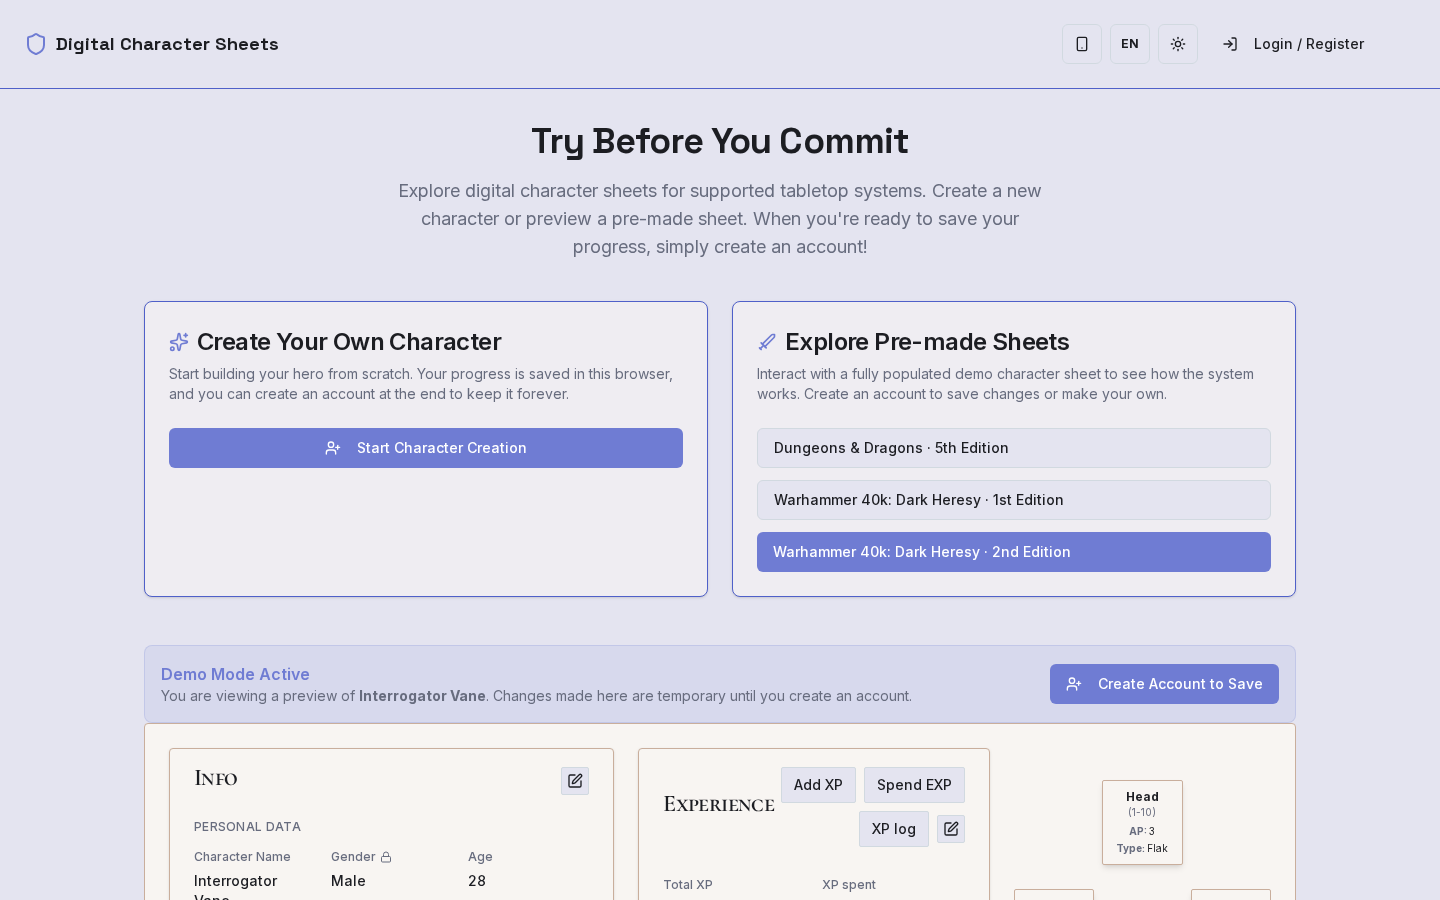 Digital Character Sheets
EN
Login / Register
Try Before You Commit
Explore digital character sheets for supported tabletop systems. Create a new
character or preview a pre-made sheet. When you're ready to save your
progress, simply create an account!
Create Your Own Character
Start building your hero from scratch. Your progress is saved in this browser,
and you can create an account at the end to keep it forever.
Start Character Creation
Explore Pre-made Sheets
Interact with a fully populated demo character sheet to see how the system
works. Create an account to save changes or make your own.
Dungeons & Dragons · 5th Edition
Warhammer 40k: Dark Heresy · 1st Edition
Warhammer 40k: Dark Heresy · 2nd Edition
Demo Mode Active
You are viewing a preview of Interrogator Vane. Changes made here are temporary until you create an account.
Create Account to Save
Info
PERSONAL DATA
Character Name
Interrogator
Vane
Gender
Male
Age
28
Experience
Add XP
Spend EXP
XP log
Total XP
XP spent
Head
(1-10)
AP: 3
Type: Flak